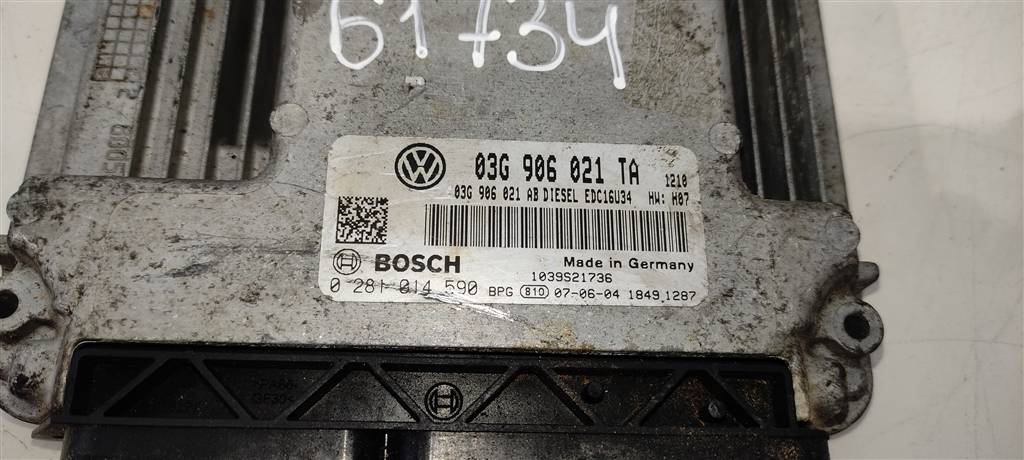 61734
03G 906 021 TA 1210
03G 906 021 AB DIESEL EDC16U34 HW: H07
BOSCH
Made in Germany
1039S21736
0 281 014 590 BPG 810 07-06-04 1849 1287